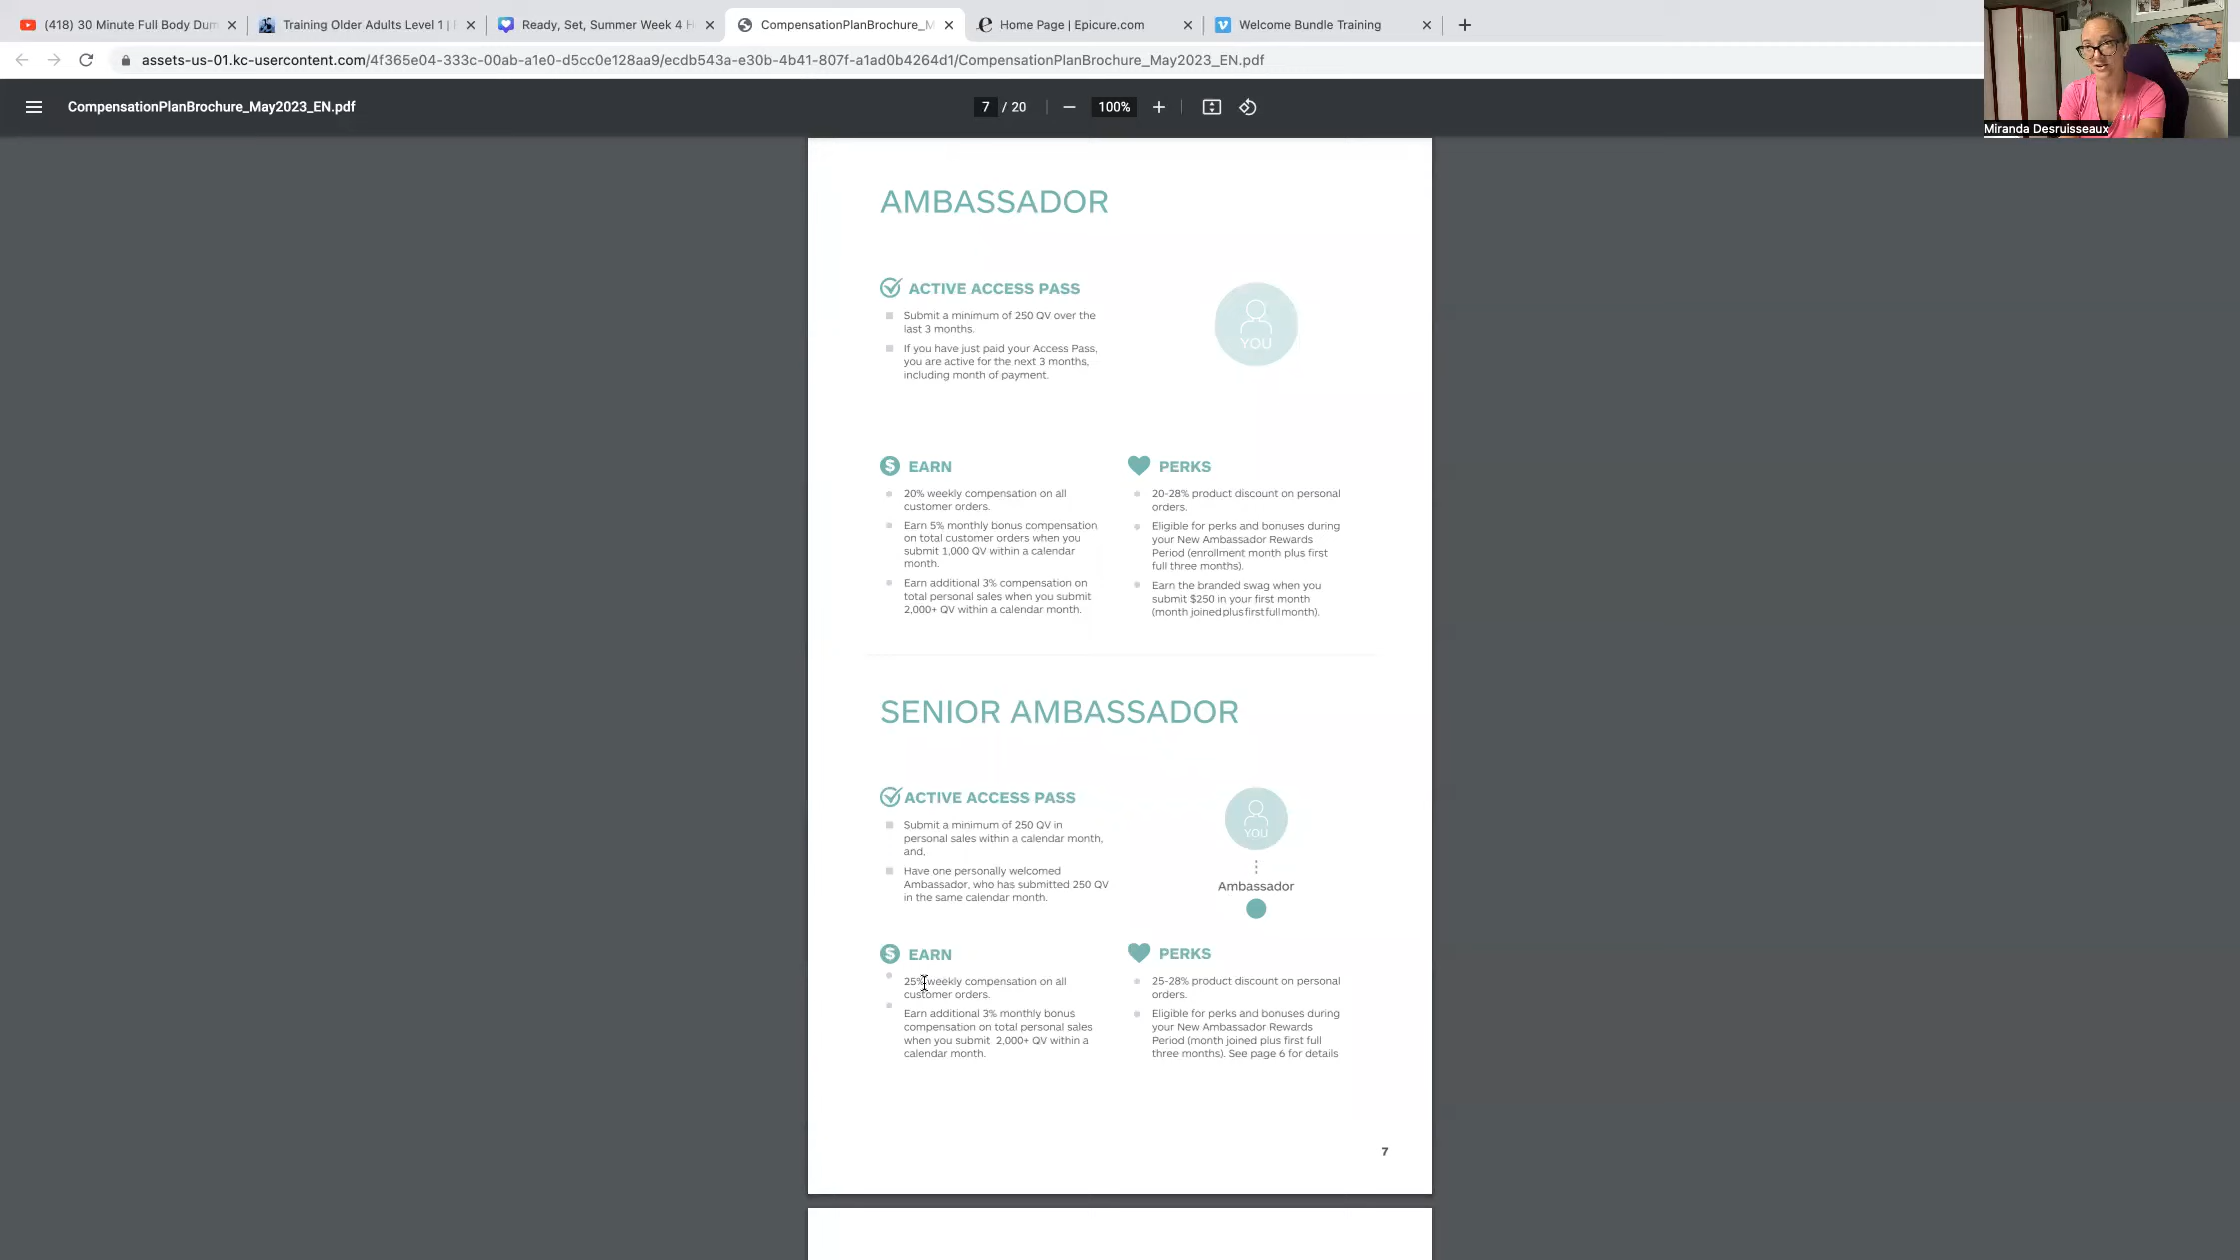 (418) 30 Minute Full Body Dum
Training Older Adults Level 1 |
Ready, Set, Summer Week 4 H
CompensationPlanBrochure_M
Home Page | Epicure.com
Welcome Bundle Training
assets-us-01.kc-usercontent.com/4f365e04-333c-00ab-a1e0-d5cc0e128aa9/ecdb543a-e30b-4b41-807f-a1ad0b4264d1/CompensationPlanBrochure_May2023_EN.pdf
CompensationPlanBrochure_May2023_EN.pdf
7 / 20
100%
Miranda Desruisseaux
AMBASSADOR
ACTIVE ACCESS PASS
Submit a minimum of 250 QV over the
last 3 months.
If you have just paid your Access Pass,
you are active for the next 3 months,
including month of payment.
YOU
EARN
20% weekly compensation on all
customer orders.
Earn 5% monthly bonus compensation
on total customer orders when you
submit 1,000 QV within a calendar
month.
Earn additional 3% compensation on
total personal sales when you submit
2,000+ QV within a calendar month.
PERKS
20-28% product discount on personal
orders.
Eligible for perks and bonuses during
your New Ambassador Rewards
Period (enrollment month plus first
full three months).
Earn the branded swag when you
submit $250 in your first month
(month joined plus first full month).
SENIOR AMBASSADOR
ACTIVE ACCESS PASS
Submit a minimum of 250 QV in
personal sales within a calendar month,
and,
Have one personally welcomed
Ambassador, who has submitted 250 QV
in the same calendar month.
YOU
Ambassador
EARN
25% weekly compensation on all
customer orders.
Earn additional 3% monthly bonus
compensation on total personal sales
when you submit 2,000+ QV within a
calendar month.
PERKS
25-28% product discount on personal
orders.
Eligible for perks and bonuses during
your New Ambassador Rewards
Period (month joined plus first full
three months). See page 6 for details
7